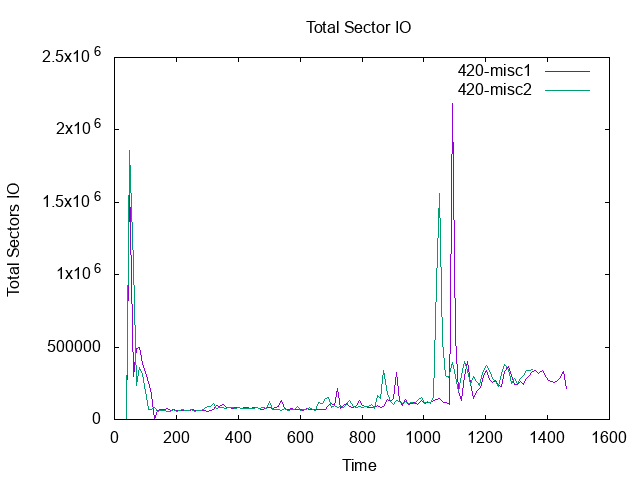 Total Sector IO
420-misc1
420-misc2
2.5x10^6
2x10^6
1.5x10^6
1x10^6
500000
0
Total Sectors IO
0 200 400 600 800 1000 1200 1400 1600
Time